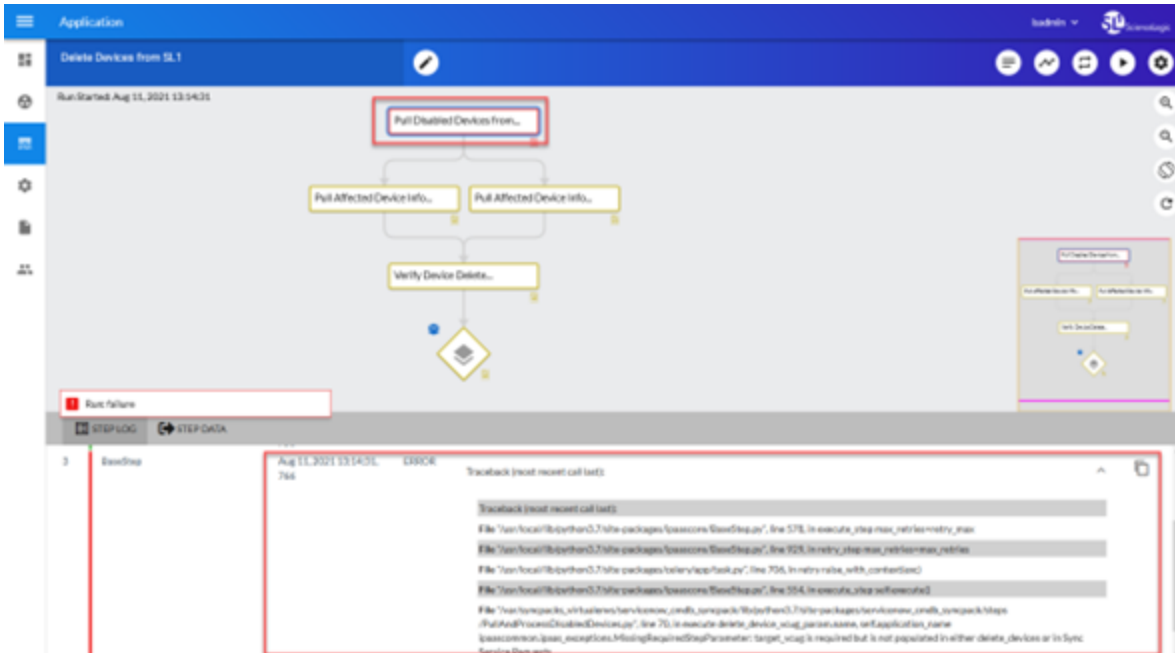 Application
isadmin
ScienceLogic
Delete Devices from SL1
Run Started: Aug 11, 2021 13:14:31
Pull Disabled Devices from...
Pull Affected Device Info...
Pull Affected Device Info...
Verify Device Delete...
Run: failure
STEP LOG
STEP DATA
3
BaseStep
Aug 11, 2021 13:14:31,
766
ERROR
Traceback (most recent call last):
Traceback (most recent call last):
File "/usr/local/lib/python3.7/site-packages/ipaascore/BaseStep.py", line 578, in execute_step max_retries=retry_max
File "/usr/local/lib/python3.7/site-packages/ipaascore/BaseStep.py", line 929, in retry_step max_retries=max_retries
File "/usr/local/lib/python3.7/site-packages/celery/app/task.py", line 706, in retry raise_with_context(exc)
File "/usr/local/lib/python3.7/site-packages/ipaascore/BaseStep.py", line 554, in execute_step self.execute()
File "/var/syncpacks_virtualenvs/servicenow_cmdb_syncpack/lib/python3.7/site-packages/servicenow_cmdb_syncpack/steps
/PullAndProcessDisabledDevices.py", line 70, in execute delete_device_vcug_param.name, self.application_name
ipaascommon.ipaas_exceptions.MissingRequiredStepParameter: target_vcug is required but is not populated in either delete_devices or in Sync
Service Requests